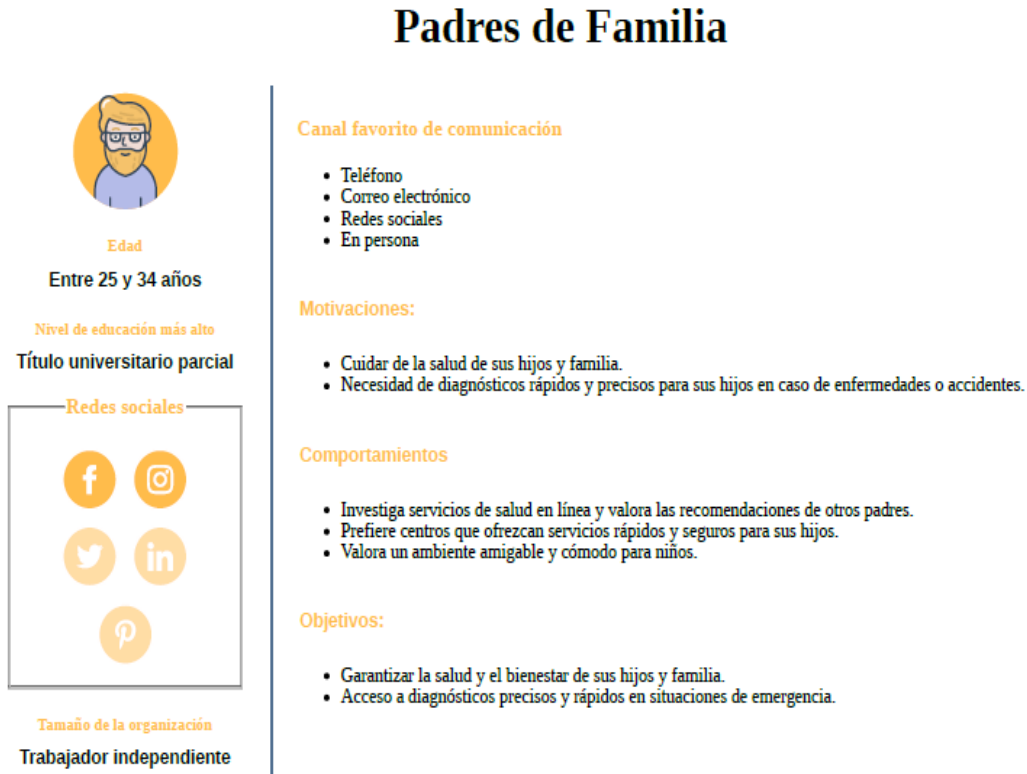 Padres de Familia
Edad
Entre 25 y 34 años
Nivel de educación más alto
Título universitario parcial
Redes sociales
Tamaño de la organización
Trabajador independiente
Canal favorito de comunicación
• Teléfono
• Correo electrónico
• Redes sociales
• En persona
Motivaciones:
• Cuidar de la salud de sus hijos y familia.
• Necesidad de diagnósticos rápidos y precisos para sus hijos en caso de enfermedades o accidentes.
Comportamientos
• Investiga servicios de salud en línea y valora las recomendaciones de otros padres.
• Prefiere centros que ofrezcan servicios rápidos y seguros para sus hijos.
• Valora un ambiente amigable y cómodo para niños.
Objetivos:
• Garantizar la salud y el bienestar de sus hijos y familia.
• Acceso a diagnósticos precisos y rápidos en situaciones de emergencia.